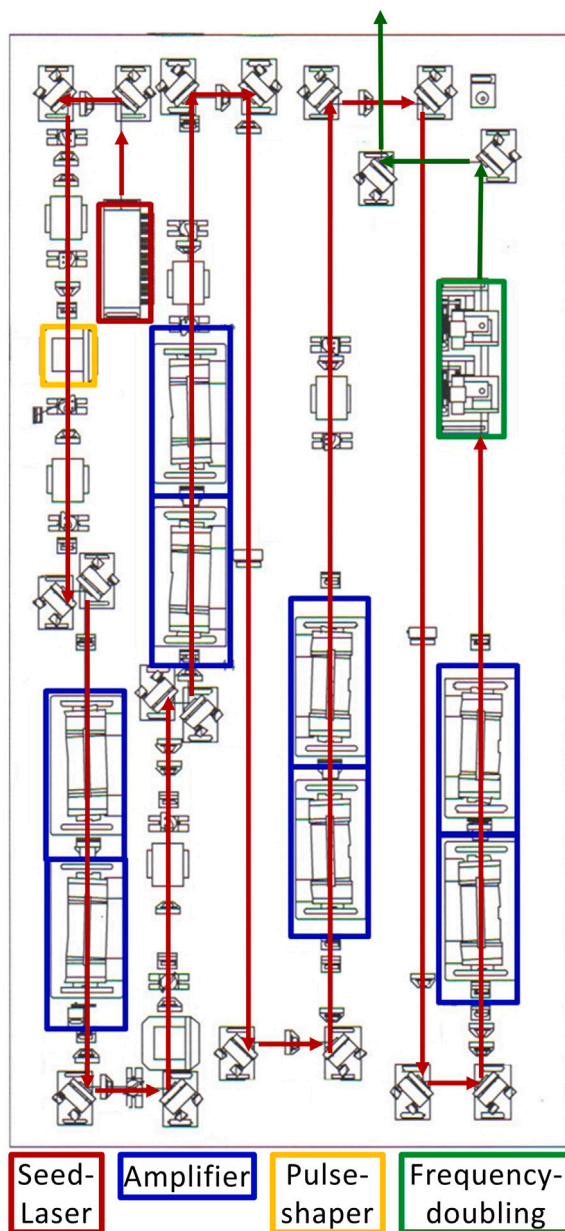 Seed-
Laser
Amplifier
Pulse-
shaper
Frequency-
doubling